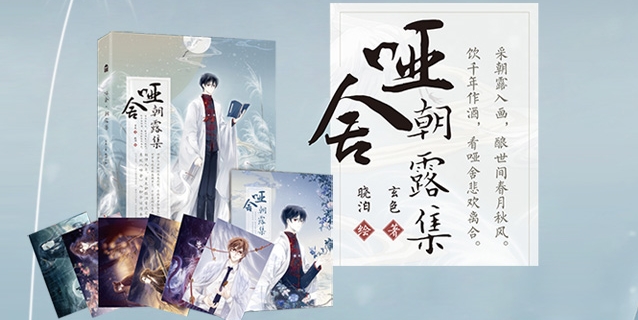 哑舍
朝露集
哑舍
朝露集
哑舍
朝露集
玄色 著
晓泊 绘
采朝露入画，酿世间春月秋风。
饮千年作酒，看哑舍悲欢离合。